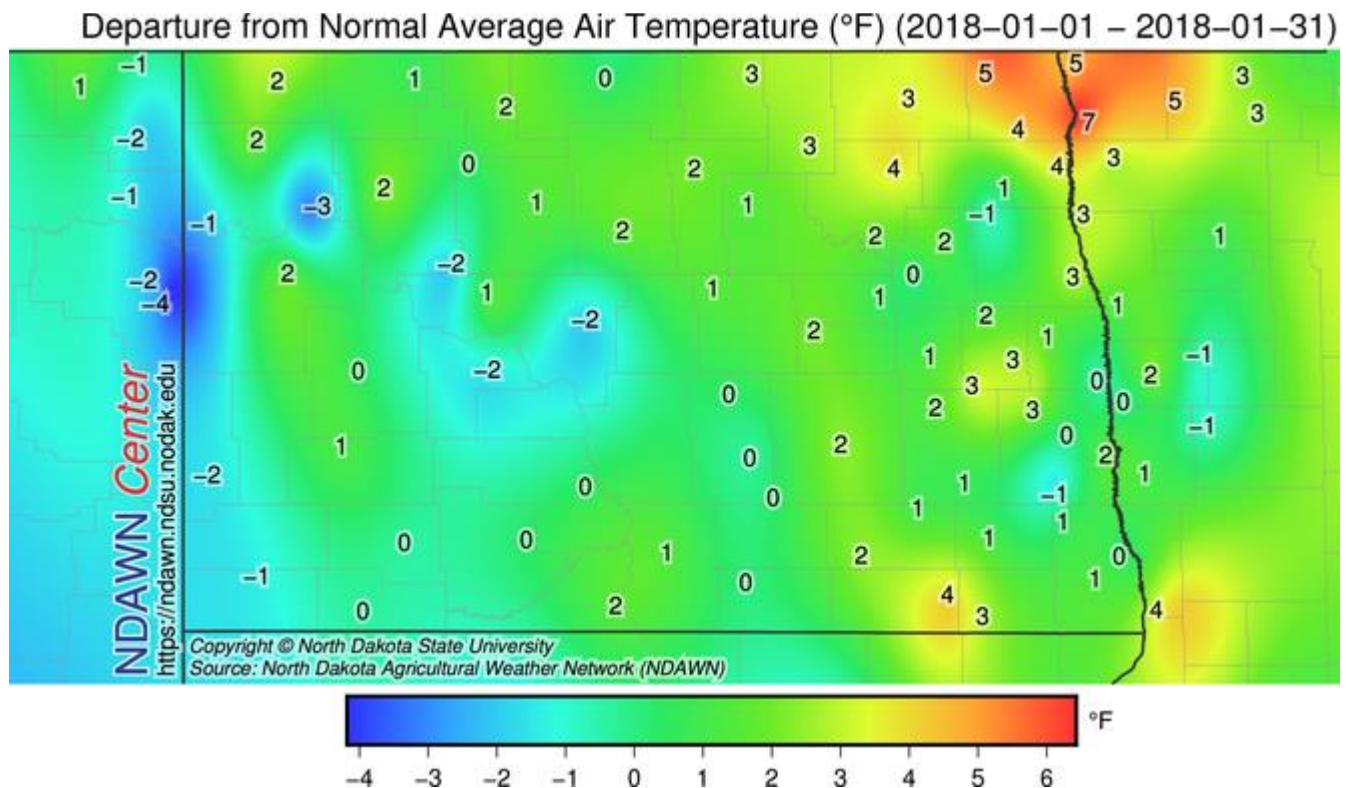 Departure from Normal Average Air Temperature (°F) (2018−01−01 − 2018−01−31)
−1 5 5
1 2 1 0 3 3
2 3 5 3
7
−2 2 4
3
0 4 3
2 4
−3 2 1
−1 1 1
−1 2 −1 3
2 2 1
−2
−2 2 0 3
−4 1 1 1
1
−2 2 2
1
1 3 −1
0 −2 3 0 2
0 2 3 0
0 −1
1 2 2
0
−2 1 1
0 0 −1
1 1
0 0 1
1 2 0
−1 0 1
4
0 2 3 4
NDAWN Center
https://ndawn.ndsu.nodak.edu
Copyright © North Dakota State University
Source: North Dakota Agricultural Weather Network (NDAWN)
°F
−4 −3 −2 −1 0 1 2 3 4 5 6